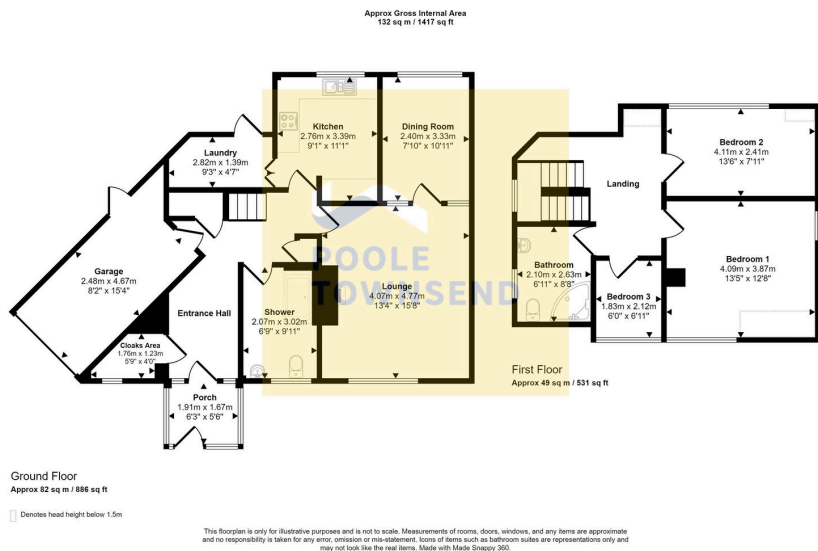 Approx Gross Internal Area
132 sq m / 1417 sq ft
Kitchen
2.76m x 3.39m
9'1" x 11'1"
Dining Room
2.40m x 3.33m
7'10" x 10'11"
Laundry
2.82m x 1.39m
9'3" x 4'7"
Garage
2.48m x 4.67m
8'2" x 15'4"
Entrance Hall
Cloaks Area
1.76m x 1.23m
5'9" x 4'0"
Shower
2.07m x 3.02m
6'9" x 9'11"
Lounge
4.07m x 4.77m
13'4" x 15'8"
Porch
1.91m x 1.67m
6'3" x 5'6"
POOLE
TOWNSEND
Ground Floor
Approx 82 sq m / 886 sq ft
Landing
Bedroom 2
4.11m x 2.41m
13'6" x 7'11"
Bathroom
2.10m x 2.63m
6'11" x 8'8"
Bedroom 3
1.83m x 2.12m
6'0" x 6'11"
Bedroom 1
4.09m x 3.87m
13'5" x 12'8"
First Floor
Approx 49 sq m / 531 sq ft
Denotes head height below 1.5m
This floorplan is only for illustrative purposes and is not to scale. Measurements of rooms, doors, windows, and any items are approximate
and no responsibility is taken for any error, omission or mis-statement. Icons of items such as bathroom suites are representations only and
may not look like the real items. Made with Made Snappy 360.